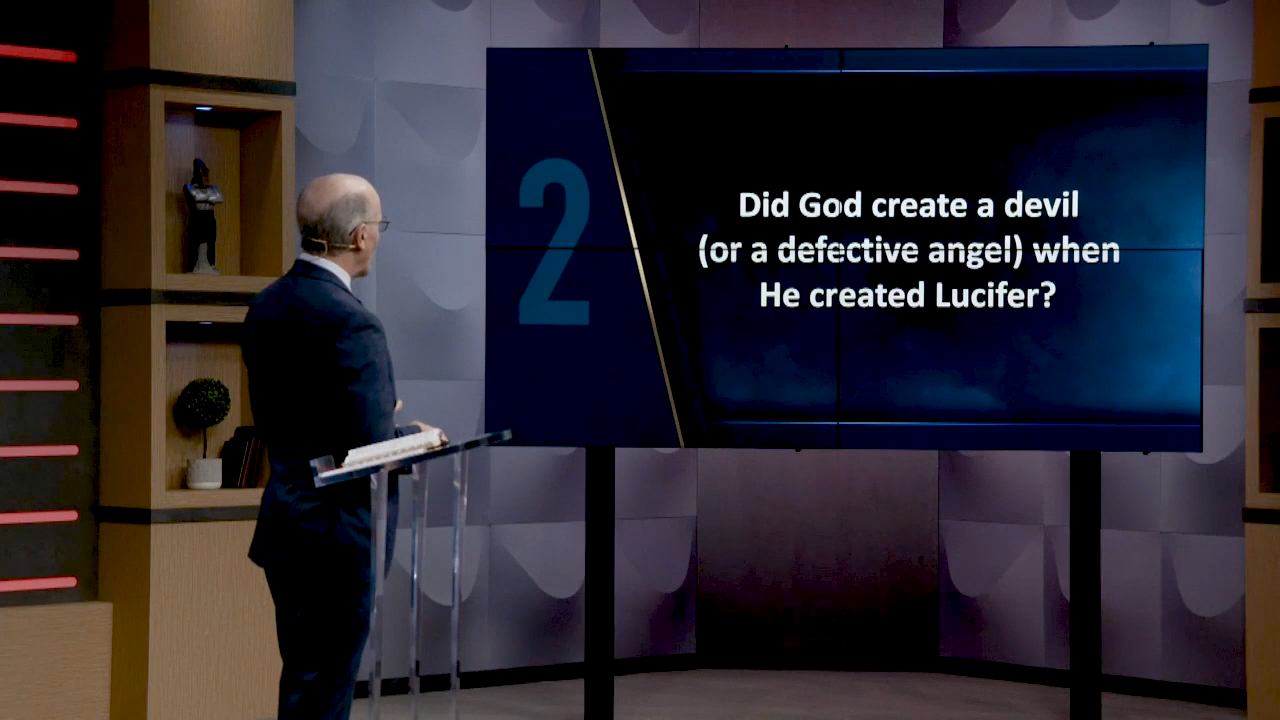 2
Did God create a devil
(or a defective angel) when
He created Lucifer?